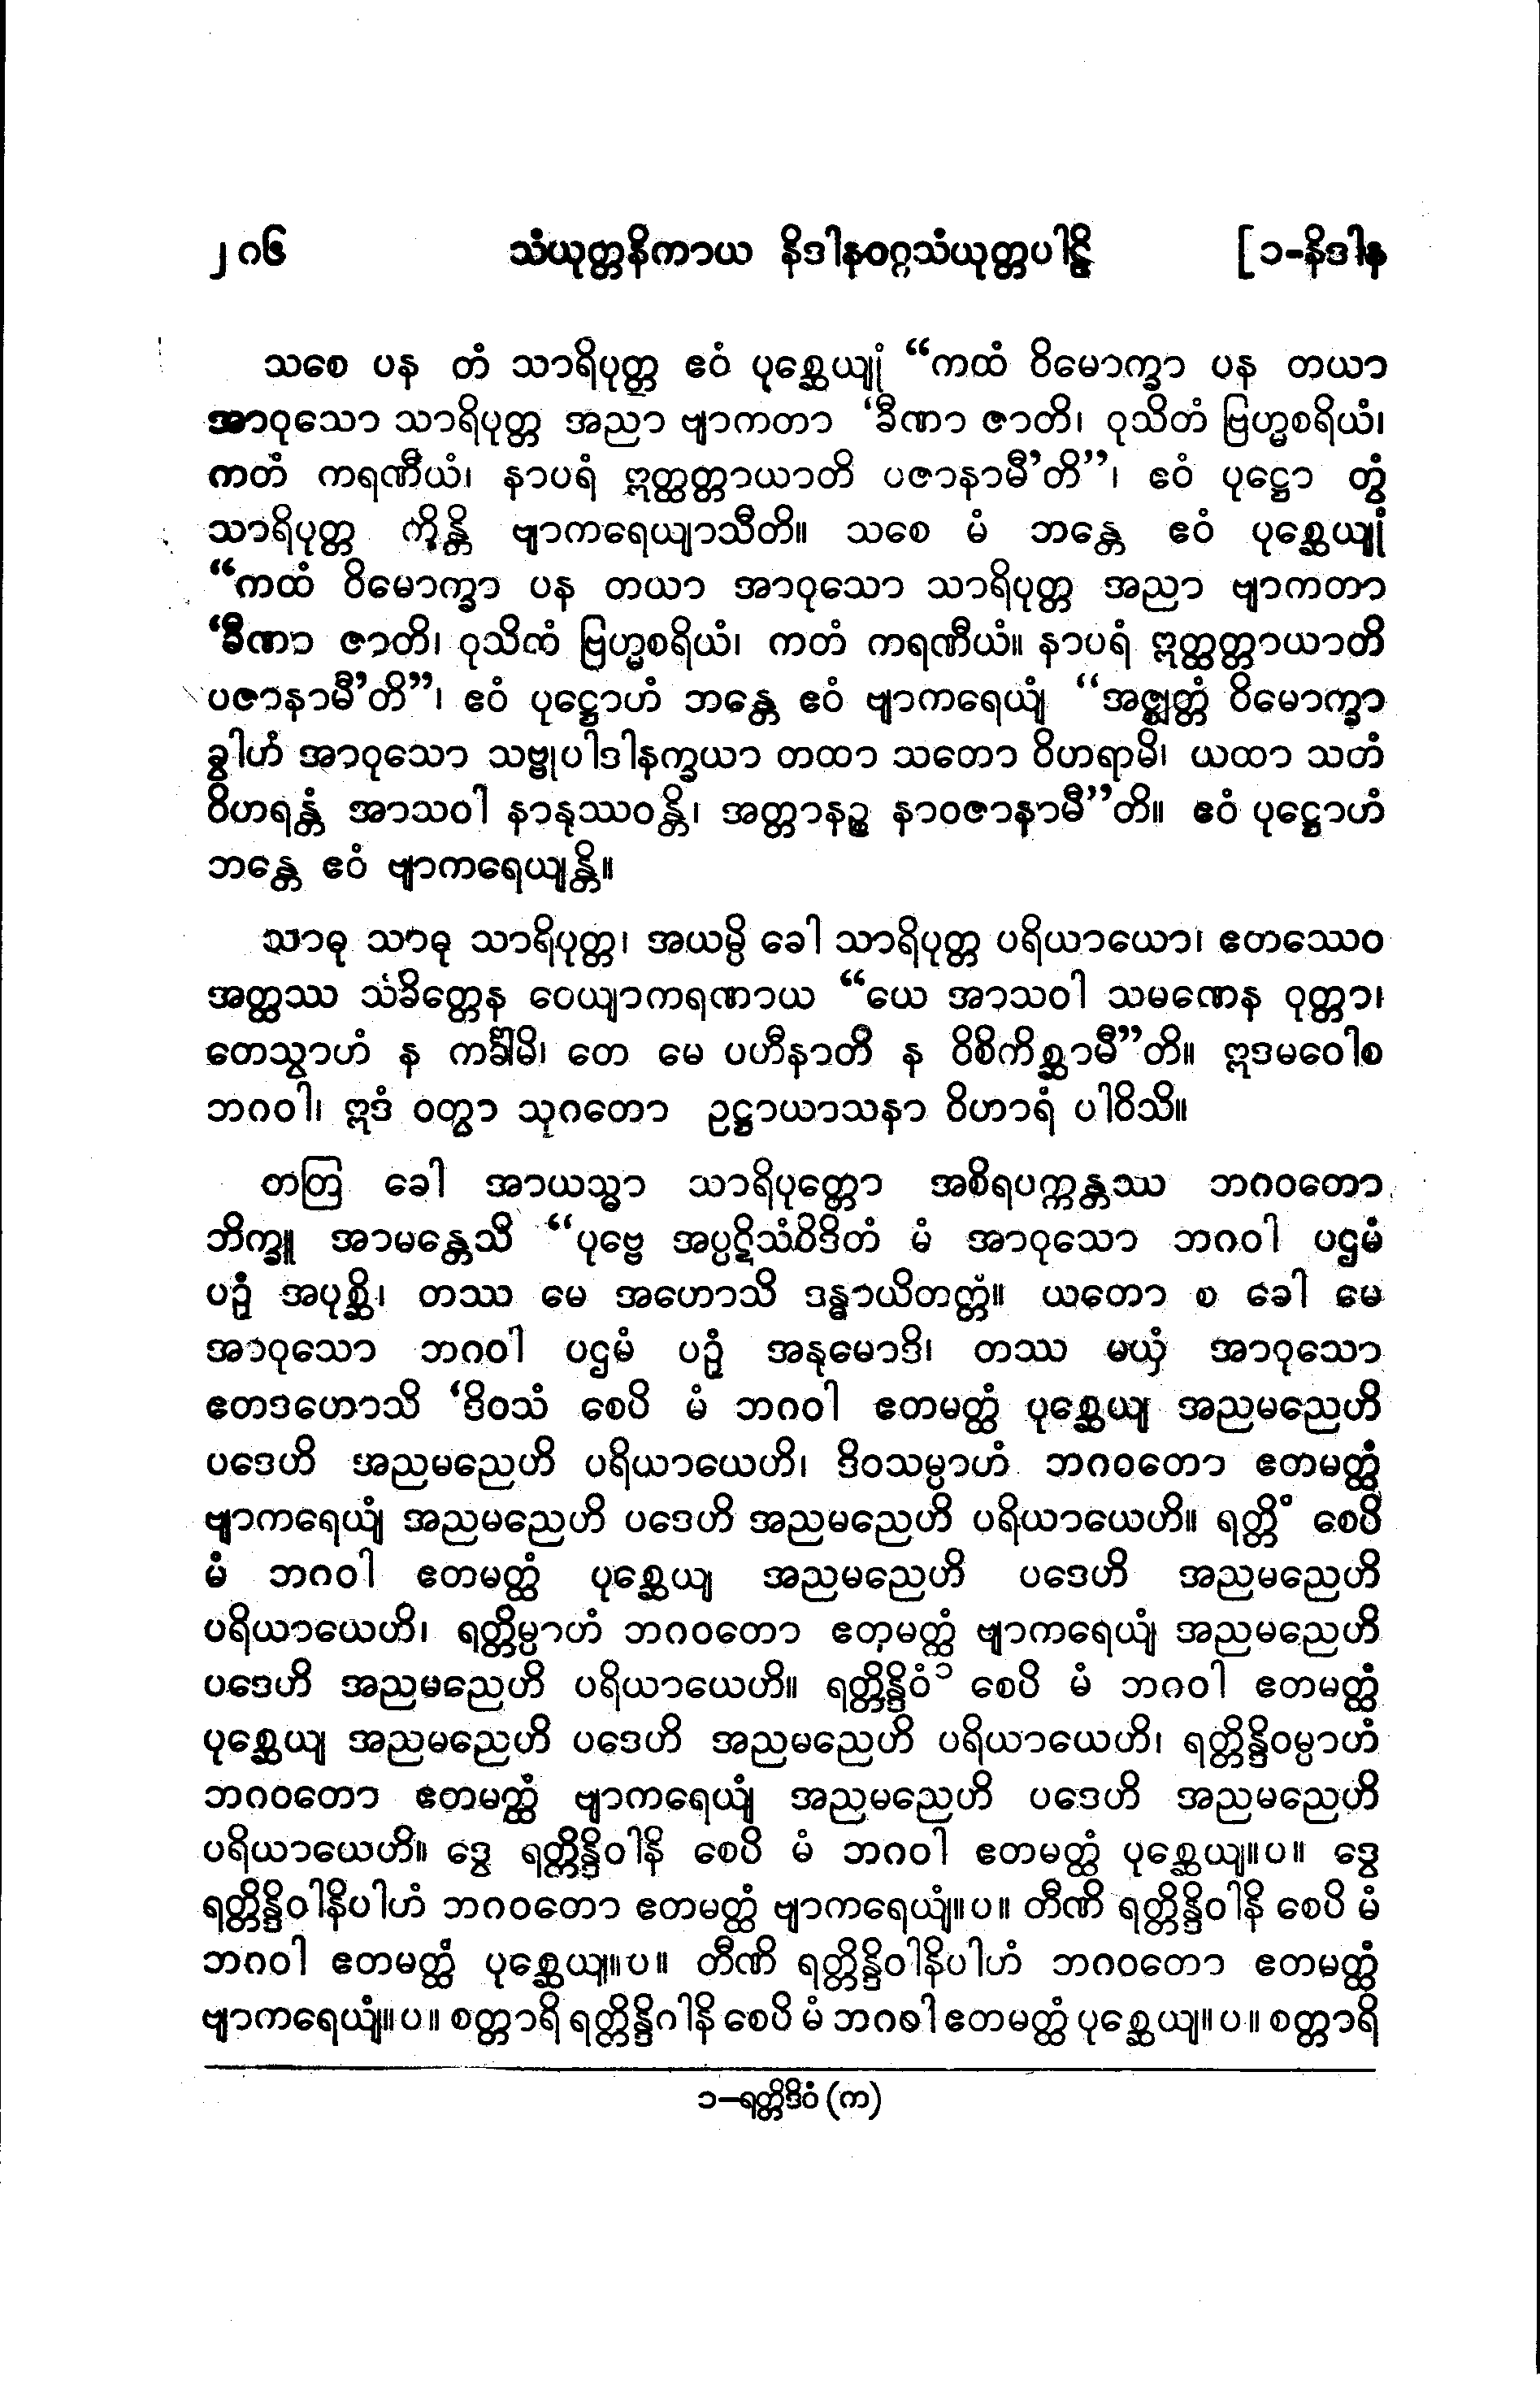 ၂၈၆ သံယုတ္တနိကာယ နိဒါနဝဂ္ဂသံယုတ္တပါဠိ [၁-နိဒါန
သစေ ပန တံ သာရိပုတ္တ ဧဝံ ပုစ္ဆေယျုံ “ကထံ ဝိမောက္ခာ ပန တယာ
အာဝုသော သာရိပုတ္တ အညာ ဗျာကတာ ‘ခီဏာ ဇာတိ၊ ဝုသိတံ ဗြဟ္မစရိယံ၊
ကတံ ကရဏီယံ၊ နာပရံ ဣတ္ထတ္တာယာတိ ပဇာနာမီ’တိ”၊ ဧဝံ ပုဋ္ဌော တွံ
သာရိပုတ္တ ကိန္တိ ဗျာကရေယျာသီတိ။ သစေ မံ ဘန္တေ ဧဝံ ပုစ္ဆေယျုံ
“ကထံ ဝိမောက္ခာ ပန တယာ အာဝုသော သာရိပုတ္တ အညာ ဗျာကတာ
‘ခီဏာ ဇာတိ၊ ဝုသိတံ ဗြဟ္မစရိယံ၊ ကတံ ကရဏီယံ။ နာပရံ ဣတ္ထတ္တာယာတိ
ပဇာနာမီ’တိ”၊ ဧဝံ ပုဋ္ဌောဟံ ဘန္တေ ဧဝံ ဗျာကရေယျံ “အဇ္ဈတ္တံ ဝိမောက္ခာ
ခွါဟံ အာဝုသော သဗ္ဗုပါဒါနက္ခယာ တထာ သတော ဝိဟရာမိ၊ ယထာ သတံ
ဝိဟရန္တံ အာသဝါ နာနုဿဝန္တိ၊ အတ္တာနဉ္စ နာဝဇာနာမီ”တိ။ ဧဝံ ပုဋ္ဌောဟံ
ဘန္တေ ဧဝံ ဗျာကရေယျန္တိ။
သာဓု သာဓု သာရိပုတ္တ၊ အယမ္ပိ ခေါ သာရိပုတ္တ ပရိယာယော၊ ဧတဿေဝ
အတ္ထဿ သံခိတ္တေန ဝေယျာကရဏာယ “ယေ အာသဝါ သမဏေန ဝုတ္တာ၊
တေသွာဟံ န ကင်္ခါမိ၊ တေ မေ ပဟီနာတိ န ဝိစိကိစ္ဆာမီ”တိ။ ဣဒမဝေါစ
ဘဂဝါ၊ ဣဒံ ဝတွာ သုဂတော ဥဋ္ဌာယာသနာ ဝိဟာရံ ပါဝိသိ။
တတြ ခေါ အာယသ္မာ သာရိပုတ္တော အစိရပက္ကန္တဿ ဘဂဝတော
ဘိက္ခူ အာမန္တေသိ “ပုဗ္ဗေ အပ္ပဋိသံဝိဒိတံ မံ အာဝုသော ဘဂဝါ ပဌမံ
ပဉှံ အပုစ္ဆိ၊ တဿ မေ အဟောသိ ဒန္ဓာယိတတ္တံ။ ယတော စ ခေါ မေ
အာဝုသော ဘဂဝါ ပဌမံ ပဉှံ အနုမောဒိ၊ တဿ မယှံ အာဝုသော
ဧတဒဟောသိ ‘ဒိဝသံ စေပိ မံ ဘဂဝါ ဧတမတ္ထံ ပုစ္ဆေယျ အညမညေဟိ
ပဒေဟိ အညမညေဟိ ပရိယာယေဟိ၊ ဒိဝသမ္ပာဟံ ဘဂဝတော ဧတမတ္ထံ
ဗျာကရေယျံ အညမညေဟိ ပဒေဟိ အညမညေဟိ ပရိယာယေဟိ။ ရတ္တိံ စေပိ
မံ ဘဂဝါ ဧတမတ္ထံ ပုစ္ဆေယျ အညမညေဟိ ပဒေဟိ အညမညေဟိ
ပရိယာယေဟိ၊ ရတ္တိမ္ပာဟံ ဘဂဝတော ဧတမတ္ထံ ဗျာကရေယျံ အညမညေဟိ
ပဒေဟိ အညမညေဟိ ပရိယာယေဟိ။ ရတ္တိန္ဒိဝံ၁ စေပိ မံ ဘဂဝါ ဧတမတ္ထံ
ပုစ္ဆေယျ အညမညေဟိ ပဒေဟိ အညမညေဟိ ပရိယာယေဟိ၊ ရတ္တိန္ဒိဝမ္ပာဟံ
ဘဂဝတော ဧတမတ္ထံ ဗျာကရေယျံ အညမညေဟိ ပဒေဟိ အညမညေဟိ
ပရိယာယေဟိ။ ဒွေ ရတ္တိန္ဒိဝါနိ စေပိ မံ ဘဂဝါ ဧတမတ္ထံ ပုစ္ဆေယျ။ပ။ ဒွေ
ရတ္တိန္ဒိဝါနိပါဟံ ဘဂဝတော ဧတမတ္ထံ ဗျာကရေယျံ။ပ။ တီဏိ ရတ္တိန္ဒိဝါနိ စေပိ မံ
ဘဂဝါ ဧတမတ္ထံ ပုစ္ဆေယျ။ပ။ တီဏိ ရတ္တိန္ဒိဝါနိပါဟံ ဘဂဝတော ဧတမတ္ထံ
ဗျာကရေယျံ။ပ။ စတ္တာရိ ရတ္တိန္ဒိဂါနိ စေပိ မံ ဘဂဝါ ဧတမတ္ထံ ပုစ္ဆေယျ။ပ။ စတ္တာရိ
၁–ရတ္တိဒိဝံ (က)